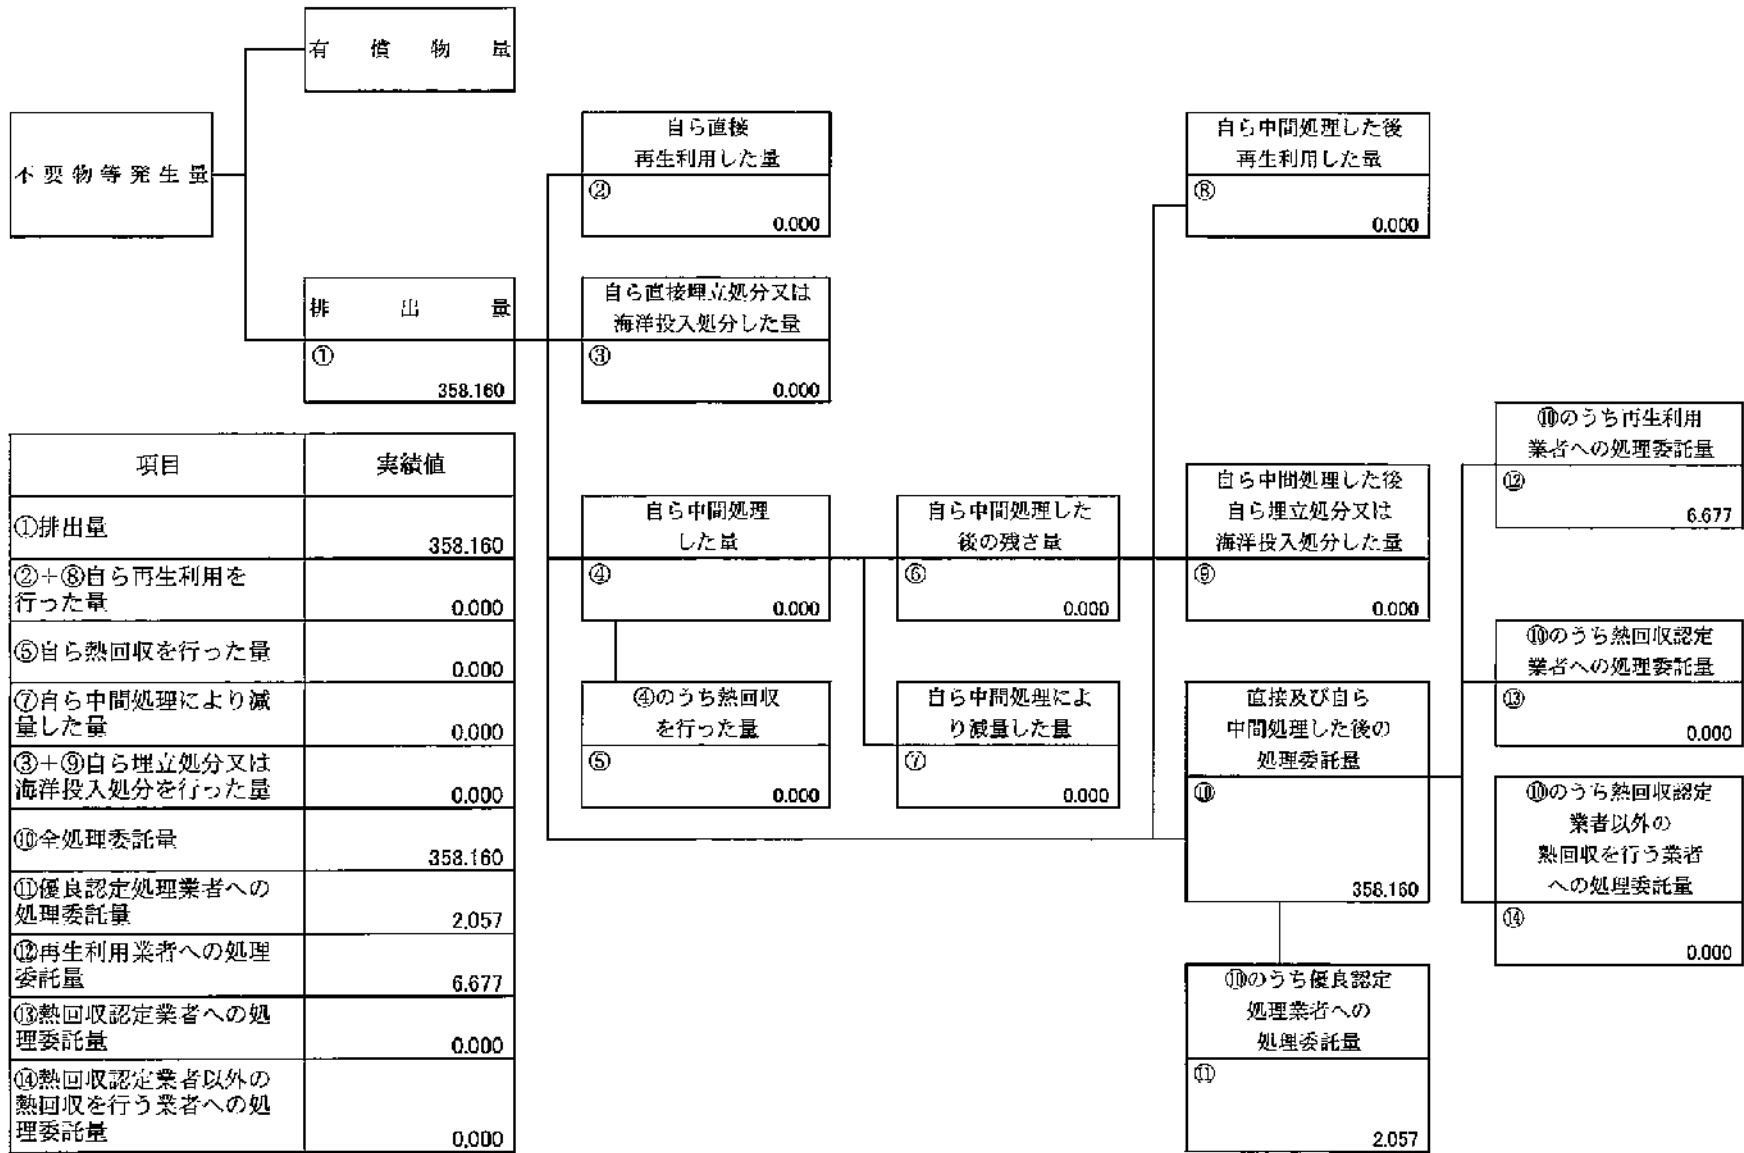 有償物量
不要物等発生量
排出量
①
358.160
自ら直接
再生利用した量
②
0.000
自ら直接埋立処分又は
海洋投入処分した量
③
0.000
自ら中間処理
した量
④
0.000
④のうち熱回収
を行った量
⑤
0.000
自ら中間処理した
後の残さ量
⑥
0.000
自ら中間処理によ
り減量した量
⑦
0.000
自ら中間処理した後
再生利用した量
⑧
0.000
自ら中間処理した後
自ら埋立処分又は
海洋投入処分した量
⑨
0.000
直接及び自ら
中間処理した後の
処理委託量
⑩
358.160
⑩のうち優良認定
処理業者への
処理委託量
⑪
2.057
⑩のうち再生利用
業者への処理委託量
⑫
6.677
⑩のうち熱回収認定
業者への処理委託量
⑬
0.000
⑩のうち熱回収認定
業者以外の
熱回収を行う業者
への処理委託量
⑭
0.000
項目 実績値
①排出量
358.160
②+⑧自ら再生利用を
行った量 0.000
⑤自ら熱回収を行った量
0.000
⑦自ら中間処理により減
量した量 0.000
③+⑨自ら埋立処分又は
海洋投入処分を行った量 0.000
⑩全処理委託量
358.160
⑪優良認定処理業者への
処理委託量 2.057
⑫再生利用業者への処理
委託量 6.677
⑬熱回収認定業者への処
理委託量 0.000
⑭熱回収認定業者以外の
熱回収を行う業者への処
理委託量 0.000